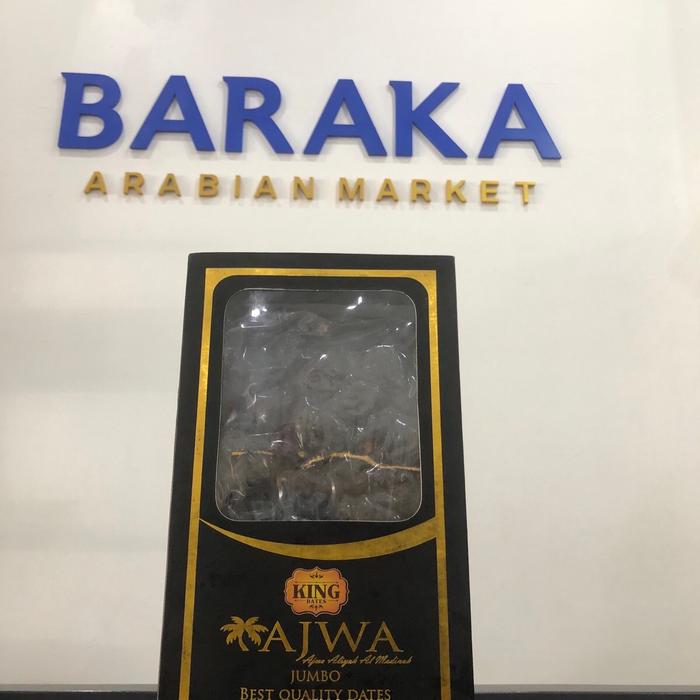 BARAKA
ARABIAN MARKET
KING
DATES
AJWA
Ajwa Aliyah Al Madinah
JUMBO
BEST QUALITY DATES